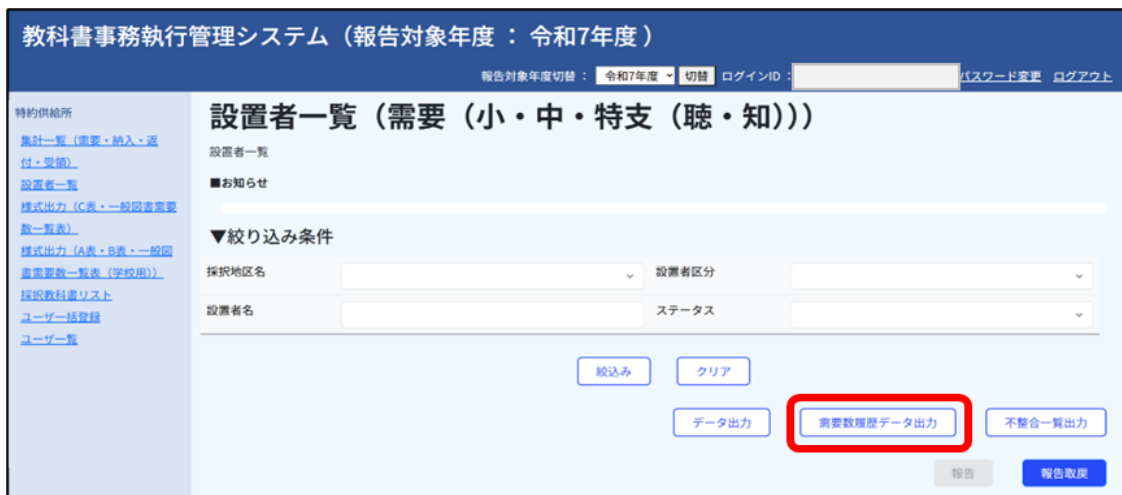 教科書事務執行管理システム（報告対象年度 ： 令和7年度 ）
報告対象年度切替 ： 令和7年度 切替 ログインID ： パスワード変更 ログアウト
特約供給所
集計一覧（需要・納入・返
付・受領）
設置者一覧
様式出力（C表・一般図書需要
数一覧表）
様式出力（A表・B表・一般図
書需要数一覧表（学校用））
採択教科書リスト
ユーザー括登録
ユーザ一覧
設置者一覧（需要（小・中・特支（聴・知）））
設置者一覧
■お知らせ
▼絞り込み条件
採択地区名 設置者区分
設置者名 ステータス
絞込み クリア
データ出力 需要数履歴データ出力 不整合一覧出力
報告 報告取戻